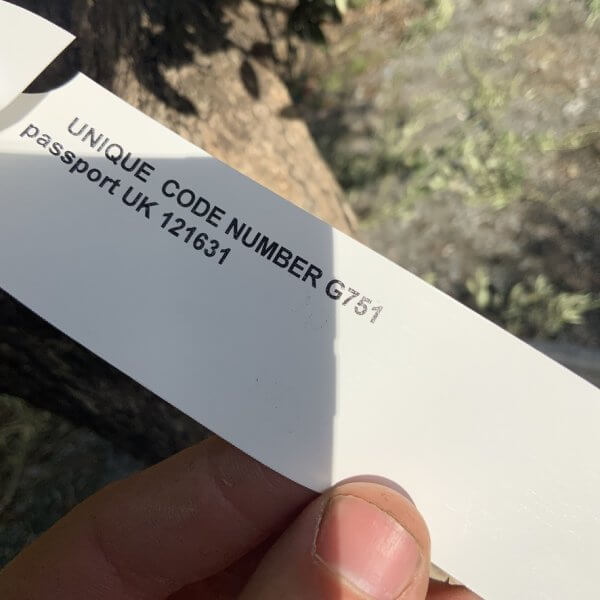 UNIQUE CODE NUMBER G751
passport UK 121631